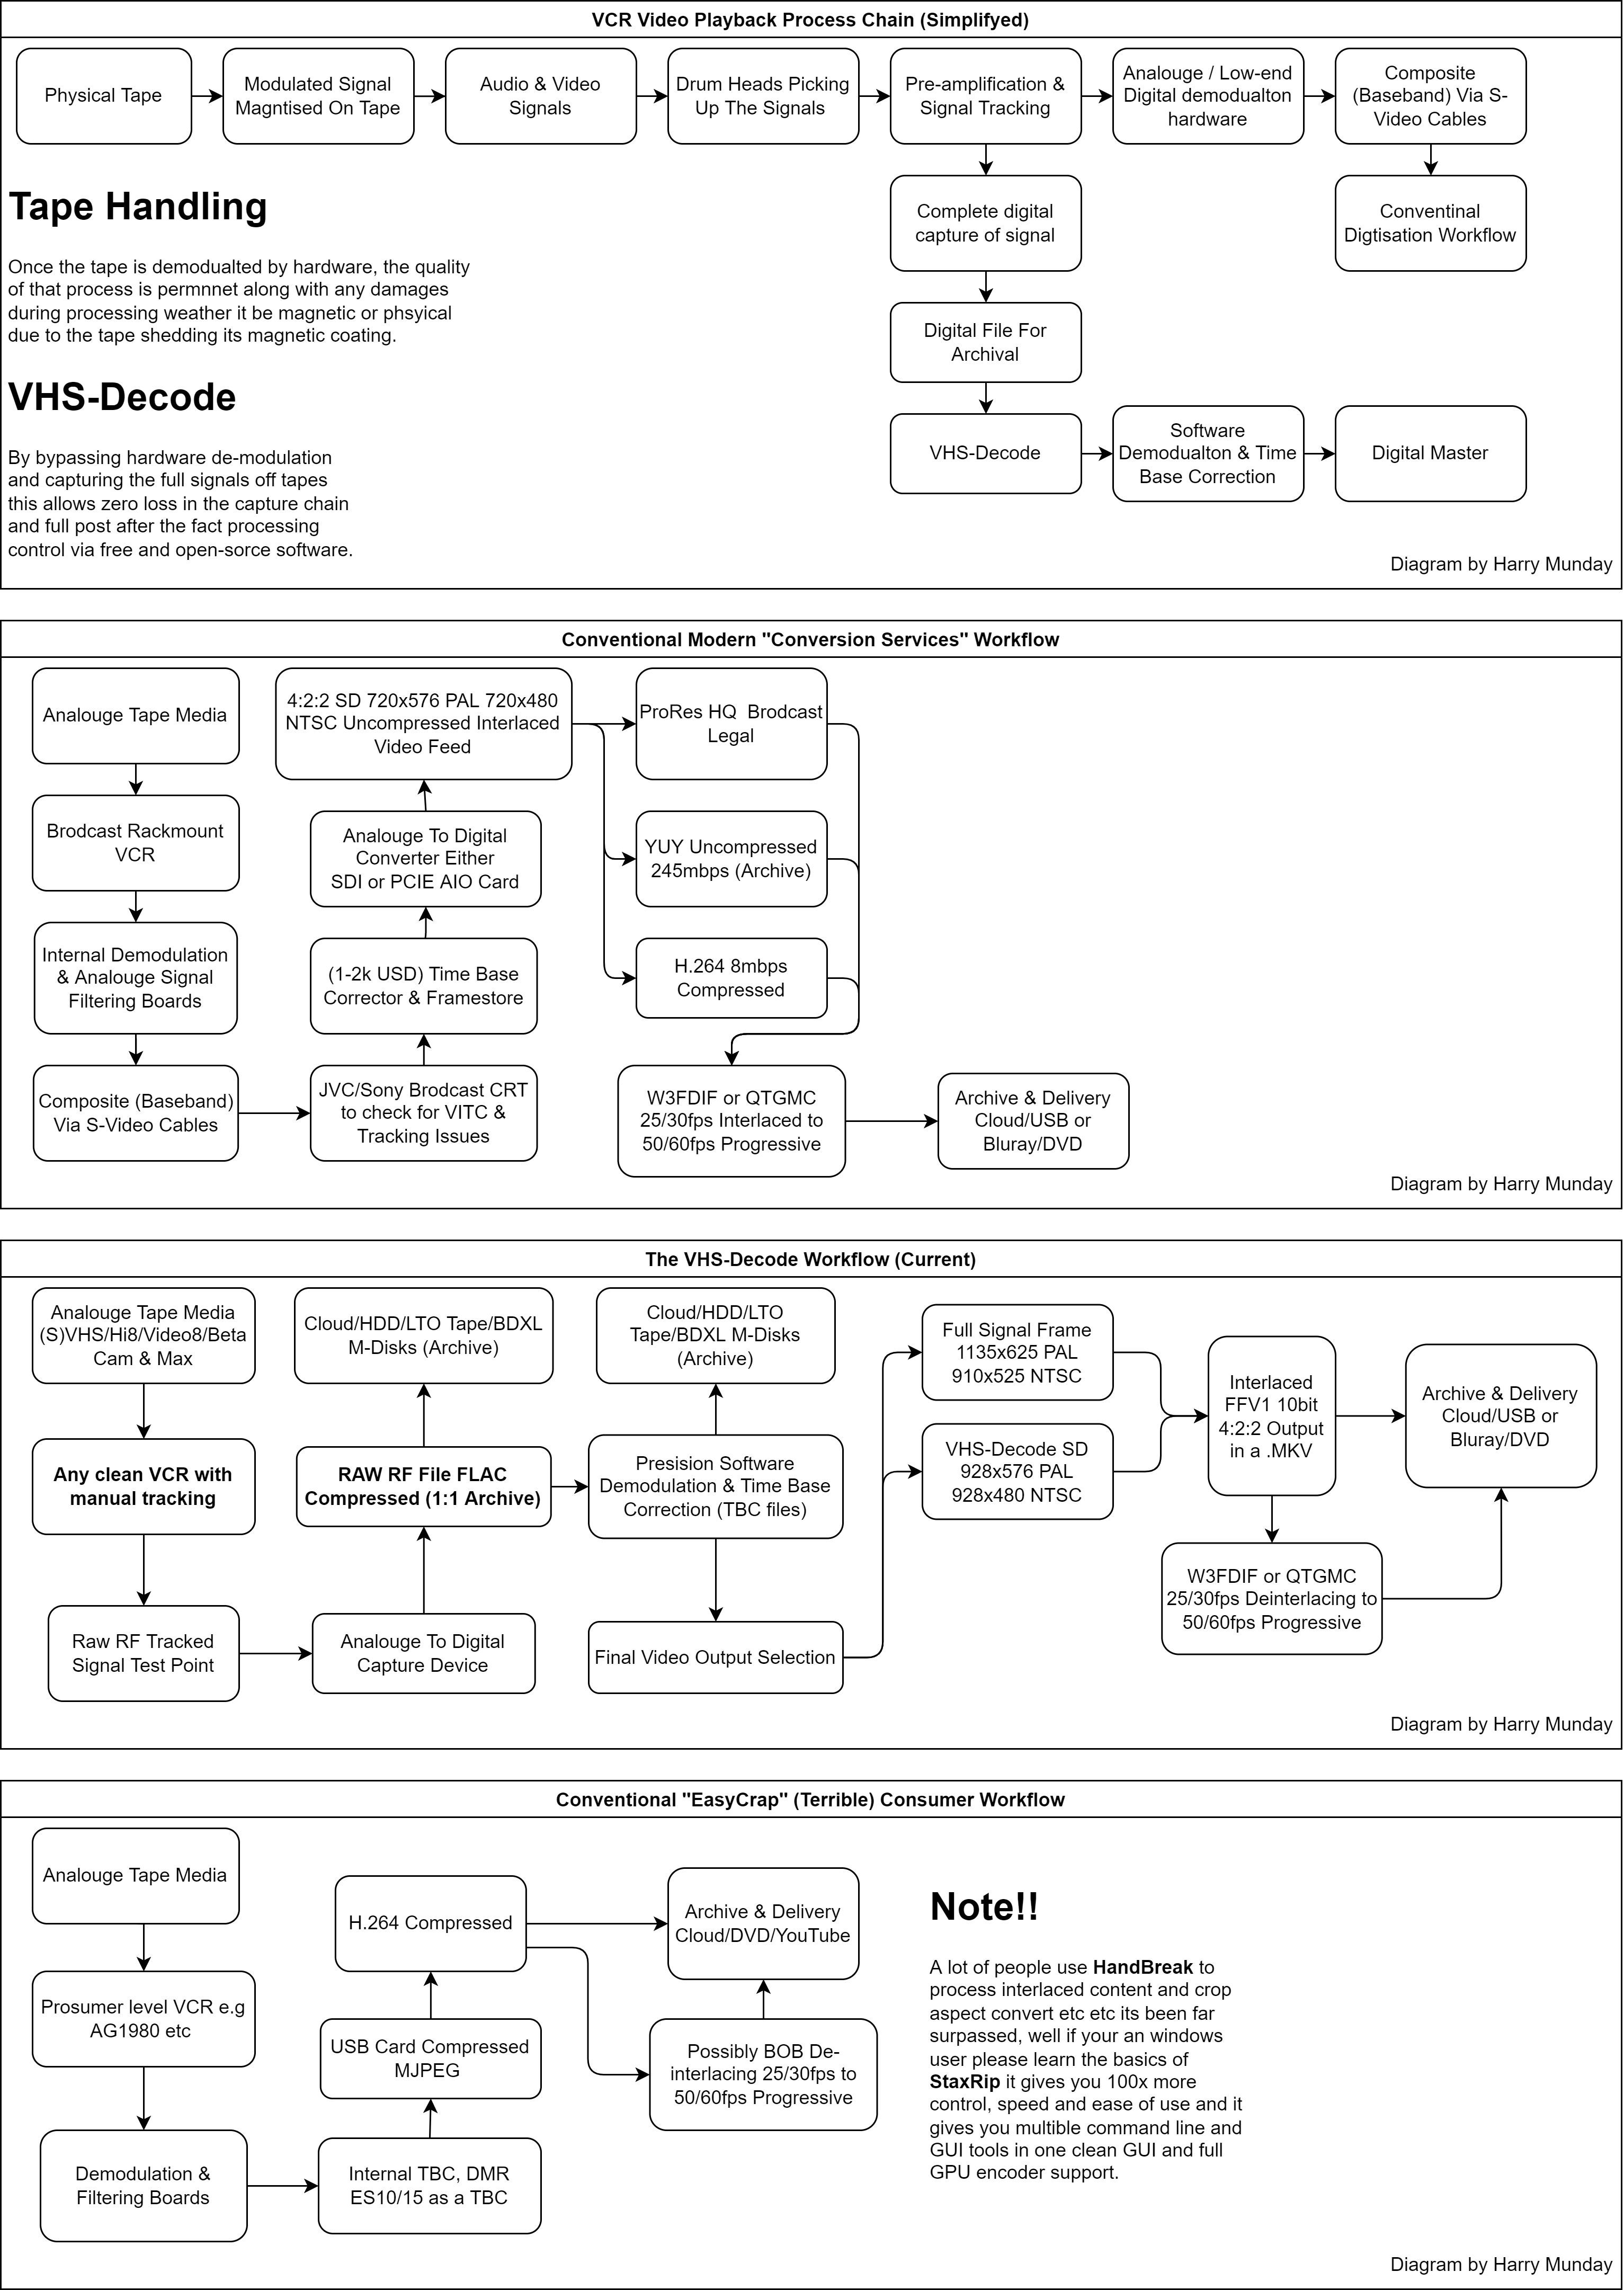 VCR Video Playback Process Chain (Simplifyed)
Physical Tape
Modulated Signal
Magntised On Tape
Audio & Video
Signals
Drum Heads Picking
Up The Signals
Pre-amplification &
Signal Tracking
Analouge / Low-end
Digital demodualton
hardware
Composite
(Baseband) Via S-
Video Cables
Complete digital
capture of signal
Conventinal
Digtisation Workflow
Tape Handling
Once the tape is demodualted by hardware, the quality
of that process is permnnet along with any damages
during processing weather it be magnetic or phsyical
due to the tape shedding its magnetic coating.
Digital File For
Archival
VHS-Decode
By bypassing hardware de-modulation
and capturing the full signals off tapes
this allows zero loss in the capture chain
and full post after the fact processing
control via free and open-sorce software.
VHS-Decode
Software
Demodualton & Time
Base Correction
Digital Master
Diagram by Harry Munday
Conventional Modern "Conversion Services" Workflow
Analouge Tape Media
Brodcast Rackmount
VCR
Internal Demodulation
& Analouge Signal
Filtering Boards
Composite (Baseband)
Via S-Video Cables
JVC/Sony Brodcast CRT
to check for VITC &
Tracking Issues
(1-2k USD) Time Base
Corrector & Framestore
Analouge To Digital
Converter Either
SDI or PCIE AIO Card
4:2:2 SD 720x576 PAL 720x480
NTSC Uncompressed Interlaced
Video Feed
ProRes HQ  Brodcast
Legal
YUY Uncompressed
245mbps (Archive)
H.264 8mbps
Compressed
W3FDIF or QTGMC
25/30fps Interlaced to
50/60fps Progressive
Archive & Delivery
Cloud/USB or
Bluray/DVD
Diagram by Harry Munday
The VHS-Decode Workflow (Current)
Analouge Tape Media
(S)VHS/Hi8/Video8/Beta
Cam & Max
Any clean VCR with
manual tracking
Raw RF Tracked
Signal Test Point
Analouge To Digital
Capture Device
RAW RF File FLAC
Compressed (1:1 Archive)
Cloud/HDD/LTO Tape/BDXL
M-Disks (Archive)
Cloud/HDD/LTO
Tape/BDXL M-Disks
(Archive)
Presision Software
Demodulation & Time Base
Correction (TBC files)
Final Video Output Selection
Full Signal Frame
1135x625 PAL
910x525 NTSC
VHS-Decode SD
928x576 PAL
928x480 NTSC
Interlaced
FFV1 10bit
4:2:2 Output
in a .MKV
Archive & Delivery
Cloud/USB or
Bluray/DVD
W3FDIF or QTGMC
25/30fps Deinterlacing to
50/60fps Progressive
Diagram by Harry Munday
Conventional "EasyCrap" (Terrible) Consumer Workflow
Analouge Tape Media
Prosumer level VCR e.g
AG1980 etc
Demodulation &
Filtering Boards
Internal TBC, DMR
ES10/15 as a TBC
USB Card Compressed
MJPEG
H.264 Compressed
Archive & Delivery
Cloud/DVD/YouTube
Possibly BOB De-
interlacing 25/30fps to
50/60fps Progressive
Note!!
A lot of people use HandBreak to
process interlaced content and crop
aspect convert etc etc its been far
surpassed, well if your an windows
user please learn the basics of
StaxRip it gives you 100x more
control, speed and ease of use and it
gives you multible command line and
GUI tools in one clean GUI and full
GPU encoder support.
Diagram by Harry Munday